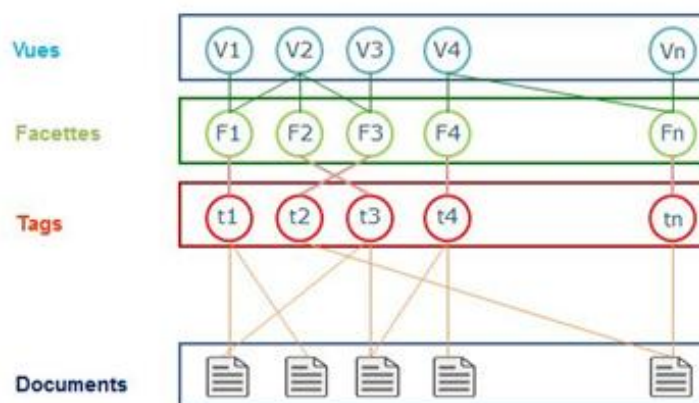 Vues V1 V2 V3 V4 Vn
Facettes F1 F2 F3 F4 Fn
Tags t1 t2 t3 t4 tn
Documents